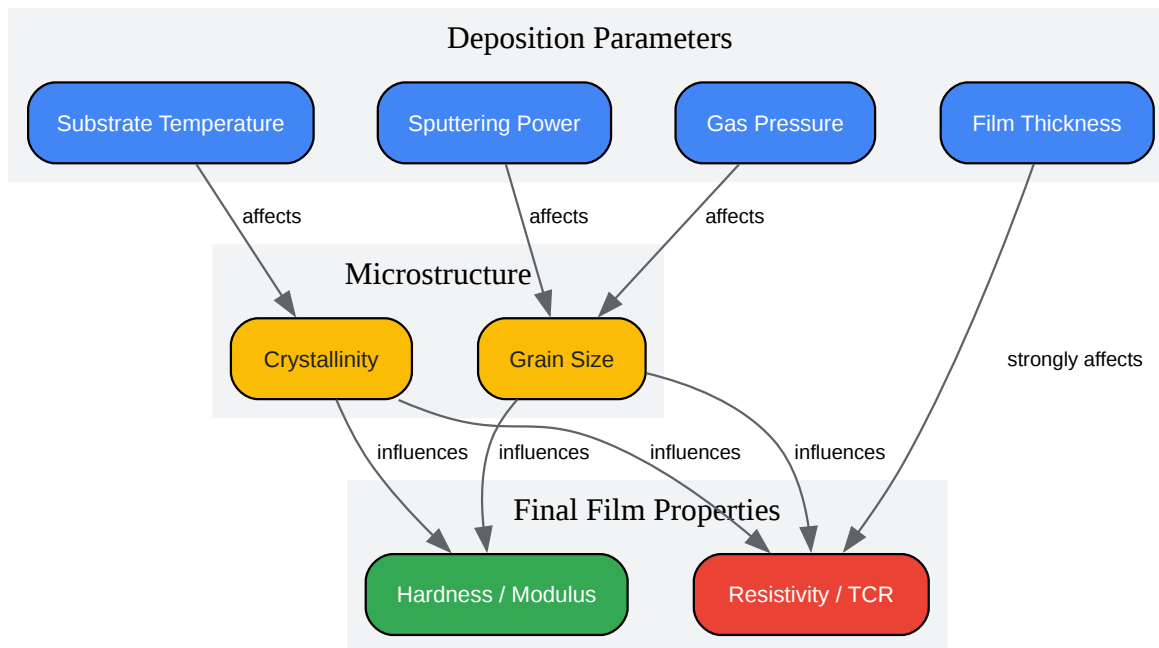 Deposition Parameters
Substrate Temperature
Sputtering Power
Gas Pressure
Film Thickness
affects
affects
affects
Microstructure
Crystallinity
Grain Size
strongly affects
influences
influences
influences
influences
Final Film Properties
Hardness / Modulus
Resistivity / TCR